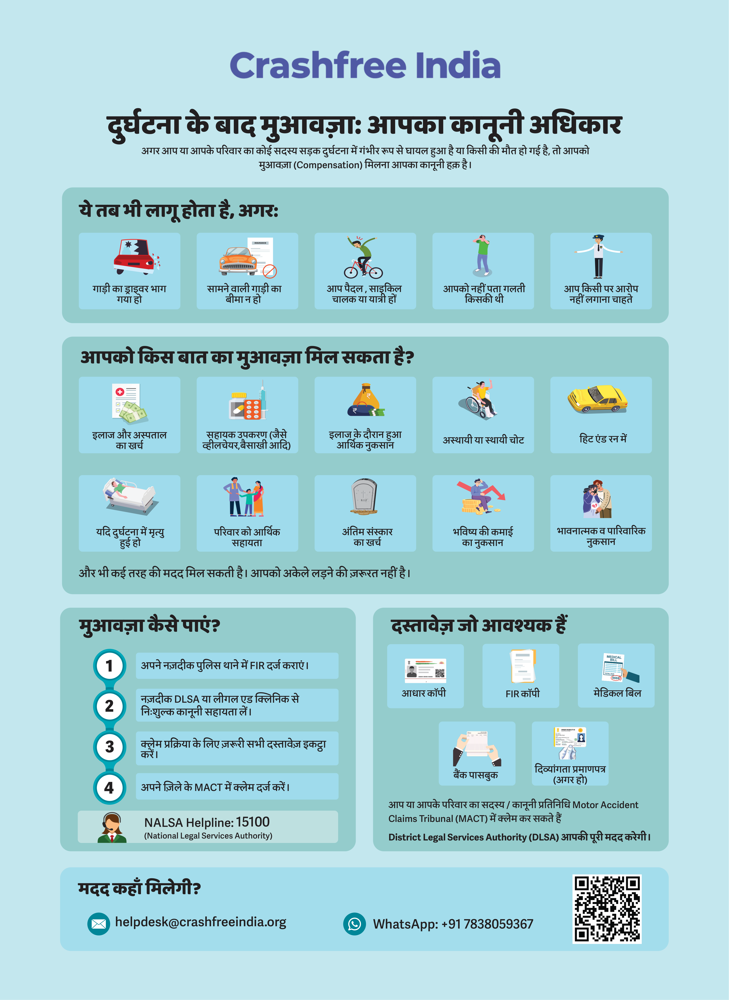 Crashfree India
दुर्घटना के बाद मुआवज़ा: आपका कानूनी अधिकार
अगर आप या आपके परिवार का कोई सदस्य सड़क दुर्घटना में गंभीर रूप से घायल हुआ है या किसी की मौत हो गई है, तो आपको
मुआवज़ा (Compensation) मिलना आपका कानूनी हक़ है।
ये तब भी लागू होता है, अगर:
INSURANCE
गाड़ी का ड्राइवर भाग
गया हो
सामने वाली गाड़ी का
बीमा न हो
आप पैदल , साइकिल
चालक या यात्री हों
आपको नहीं पता गलती
किसकी थी
आप किसी पर आरोप
नहीं लगाना चाहते
आपको किस बात का मुआवज़ा मिल सकता है?
₹
₹
इलाज और अस्पताल
का खर्च
सहायक उपकरण (जैसे
व्हीलचेयर,बैसाखी आदि)
इलाज के दौरान हुआ
आर्थिक नुकसान
अस्थायी या स्थायी चोट
हिट एंड रन में
R.I.P
यदि दुर्घटना में मृत्यु
हुई हो
परिवार को आर्थिक
सहायता
अंतिम संस्कार
का खर्च
भविष्य की कमाई
का नुकसान
भावनात्मक व पारिवारिक
नुकसान
और भी कई तरह की मदद मिल सकती है। आपको अकेले लड़ने की ज़रूरत नहीं है।
मुआवज़ा कैसे पाएं?
1
अपने नज़दीक पुलिस थाने में FIR दर्ज कराएं।
2
नज़दीक DLSA या लीगल एड क्लिनिक से
निःशुल्क कानूनी सहायता लें।
3
क्लेम प्रक्रिया के लिए ज़रूरी सभी दस्तावेज़ इकट्ठा
करें।
4
अपने ज़िले के MACT में क्लेम दर्ज करें।
NALSA Helpline: 15100
(National Legal Services Authority)
दस्तावेज़ जो आवश्यक हैं
XXXX XXXX XXXX
MEDICAL
BILL
TOTAL DUE:
$$$$
आधार कॉपी
FIR कॉपी
मेडिकल बिल
बैंक पासबुक
दिव्यांगता प्रमाणपत्र
(अगर हो)
आप या आपके परिवार का सदस्य / कानूनी प्रतिनिधि Motor Accident
Claims Tribunal (MACT) में क्लेम कर सकते हैं
District Legal Services Authority (DLSA) आपकी पूरी मदद करेगी।
मदद कहाँ मिलेगी?
helpdesk@crashfreeindia.org
WhatsApp: +91 7838059367